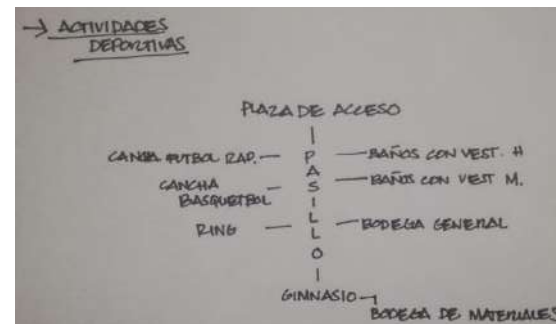 → ACTIVIDADES
DEPORTIVAS
PLAZA DE ACCESO
CANCHA FUTBOL RAP. — P — BAÑOS CON VEST. H
A — BAÑOS CON VEST M.
CANCHA — S
BASQUETBOL I
RING — L — BODEGA GENERAL
L
O
GIMNASIO
BODEGA DE MATERIALES